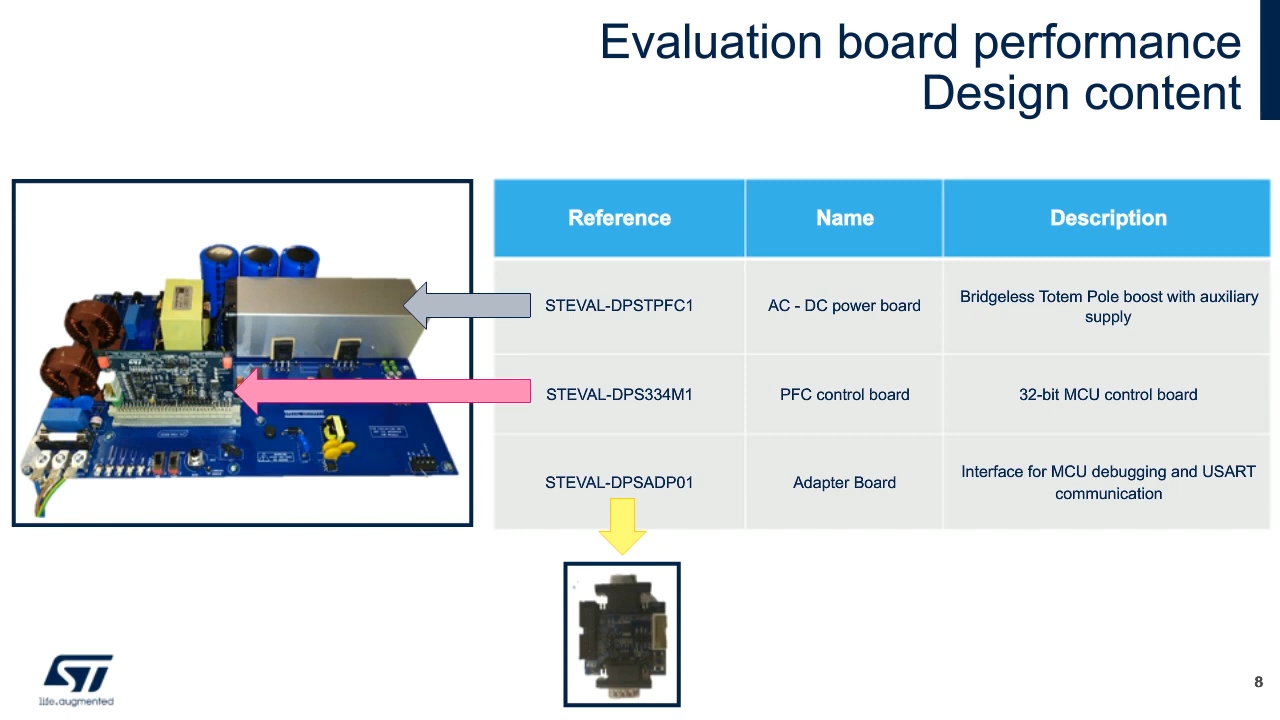 Evaluation board performance
Design content
Reference Name Description
STEVAL-DPSTPFC1 AC - DC power board Bridgeless Totem Pole boost with auxiliary
supply
STEVAL-DPS334M1 PFC control board 32-bit MCU control board
STEVAL-DPSADP01 Adapter Board Interface for MCU debugging and USART
communication
ST
life.augmented
8